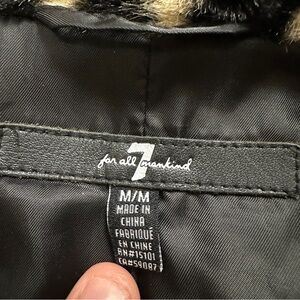 7
for all mankind
M/M
MADE IN
CHINA
FABRIQUÉ
EN CHINE
RN#15101
CA#58087